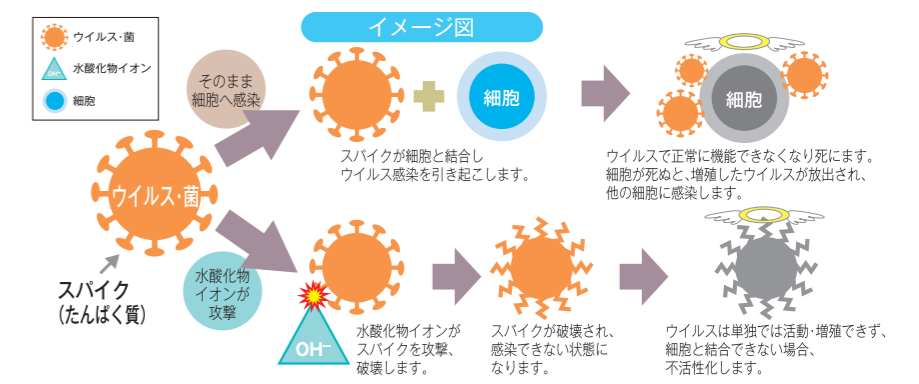 イメージ図
ウイルス・菌
OH⁻
水酸化物イオン
細胞
そのまま
細胞へ感染
細胞
細胞
スパイクが細胞と結合し
ウイルス感染を引き起こします。
ウイルスで正常に機能できなくなり死にます。
細胞が死ぬと、増殖したウイルスが放出され、
他の細胞に感染します。
ウイルス・菌
スパイク
(たんぱく質)
水酸化物
イオンが
攻撃
OH⁻
水酸化物イオンが
スパイクを攻撃、
破壊します。
スパイクが破壊され、
感染できない状態に
なります。
ウイルスは単独では活動・増殖できず、
細胞と結合できない場合、
不活性化します。